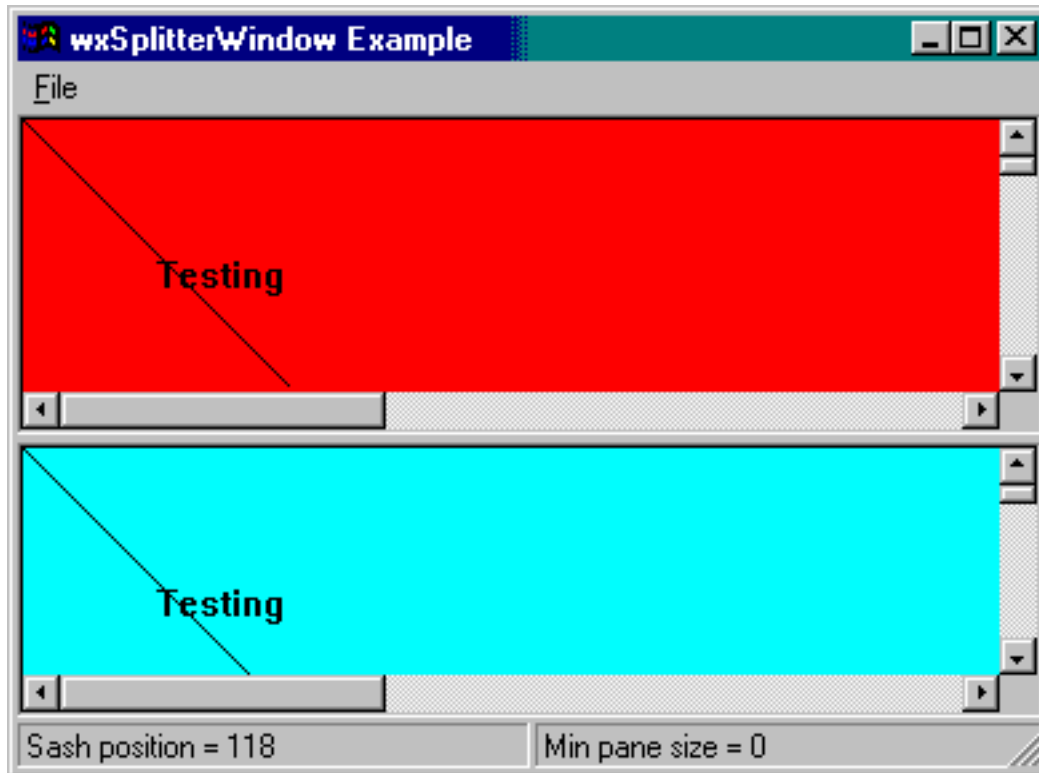 wxSplitterWindow Example
File
Testing
Testing
Sash position = 118
Min pane size = 0